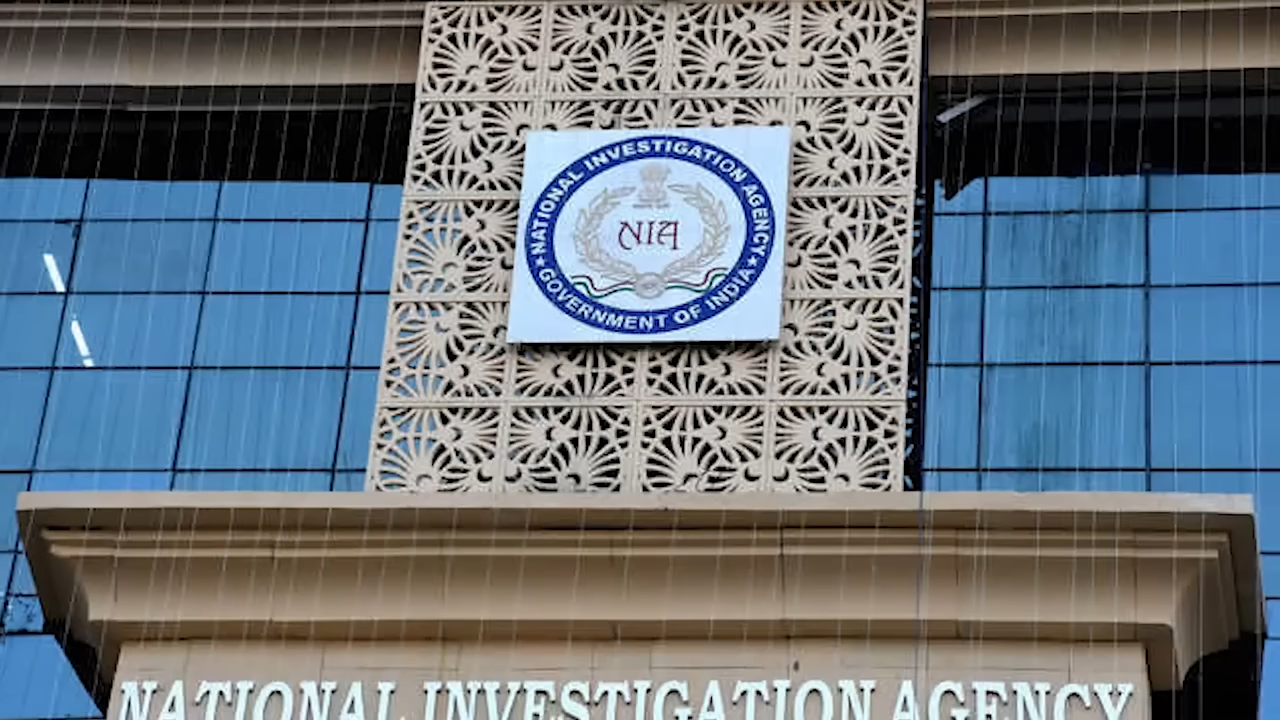 ★ NATIONAL INVESTIGATION AGENCY ★
NIA
GOVERNMENT OF INDIA
NATIONAL INVESTIGATION AGENCY